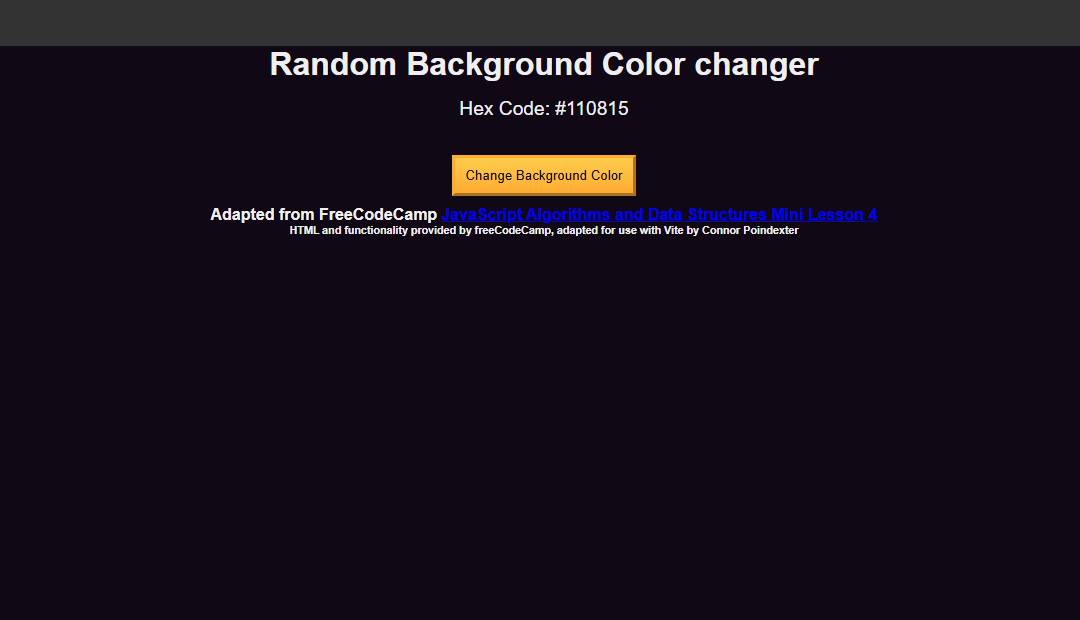 Random Background Color changer
Hex Code: #110815
Change Background Color
Adapted from FreeCodeCamp JavaScript Algorithms and Data Structures Mini Lesson 4
HTML and functionality provided by freeCodeCamp, adapted for use with Vite by Connor Poindexter